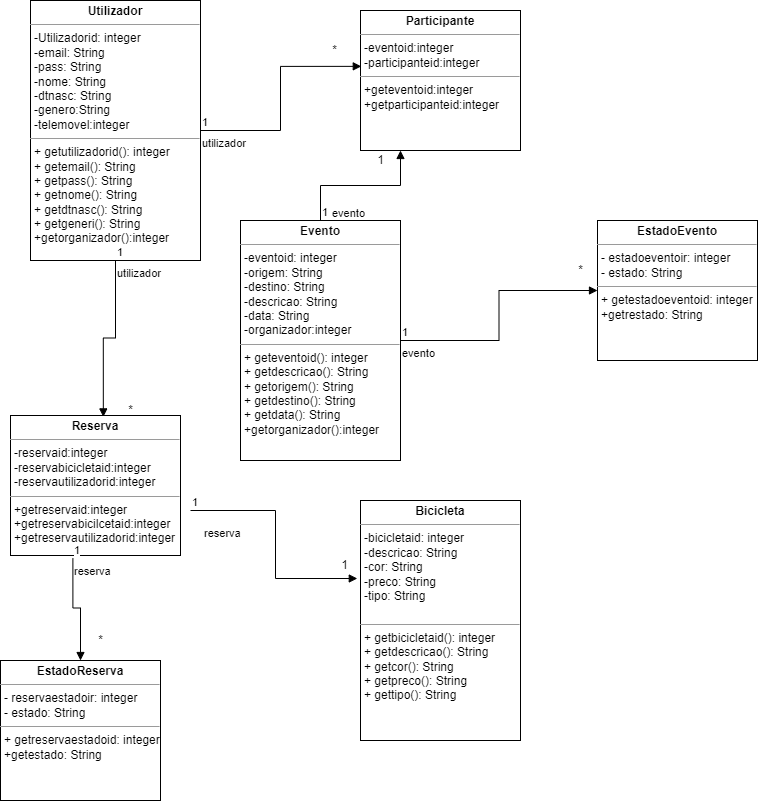 Utilizador
-Utilizadorid: integer
-email: String
-pass: String
-nome: String
-dtnasc: String
-genero:String
-telemovel:integer
+ getutilizadorid(): integer
+ getemail(): String
+ getpass(): String
+ getnome(): String
+ getdtnasc(): String
+ getgeneri(): String
+getorganizador():integer
1
utilizador
*
1
utilizador
Participante
-eventoid:integer
-participanteid:integer
+geteventoid:integer
+getparticipanteid:integer
1
1 evento
Evento
-eventoid: integer
-origem: String
-destino: String
-descricao: String
-data: String
-organizador:integer
+ geteventoid(): integer
+ getdescricao(): String
+ getorigem(): String
+ getdestino(): String
+ getdata(): String
+getorganizador():integer
1
evento
*
EstadoEvento
- estadoeventoir: integer
- estado: String
+ getestadoeventoid: integer
+getrestado: String
*
Reserva
-reservaid:integer
-reservabicicletaid:integer
-reservautilizadorid:integer
+getreservaid:integer
+getreservabicilcetaid:integer
+getreservautilizadorid:integer
1
reserva
1
reserva
1
Bicicleta
-bicicletaid: integer
-descricao: String
-cor: String
-preco: String
-tipo: String
+ getbicicletaid(): integer
+ getdescricao(): String
+ getcor(): String
+ getpreco(): String
+ gettipo(): String
*
EstadoReserva
- reservaestadoir: integer
- estado: String
+ getreservaestadoid: integer
+getestado: String